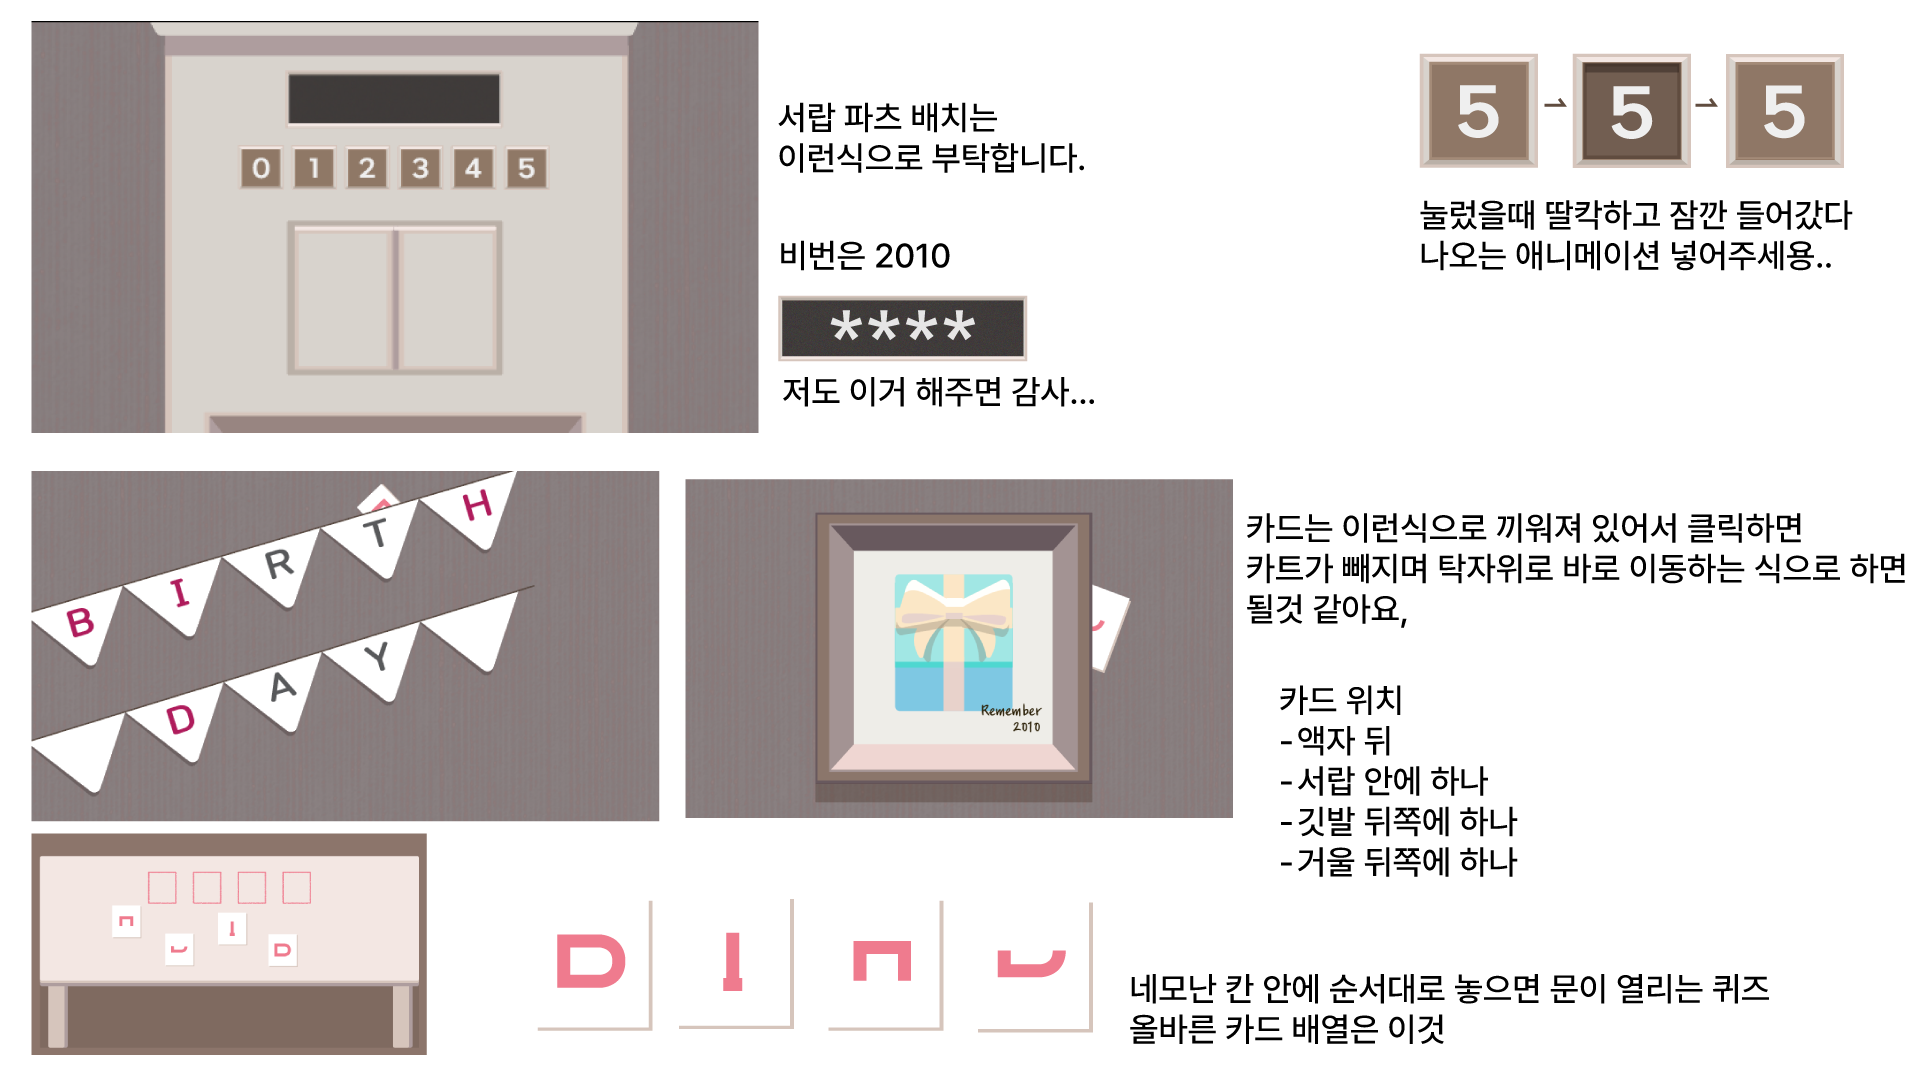 0 1 2 3 4 5
서랍 파츠 배치는
이런식으로 부탁합니다.
비번은 2010
****
저도 이거 해주면 감사...
5 → 5 → 5
눌렀을때 딸칵하고 잠깐 들어갔다
나오는 애니메이션 넣어주세용..
B I R T H
D A Y
Remember
2010
카드는 이런식으로 끼워져 있어서 클릭하면
카트가 빼지며 탁자위로 바로 이동하는 식으로 하면
될것 같아요,
카드 위치
-액자 뒤
-서랍 안에 하나
-깃발 뒤쪽에 하나
-거울 뒤쪽에 하나
네모난 칸 안에 순서대로 놓으면 문이 열리는 퀴즈
올바른 카드 배열은 이것